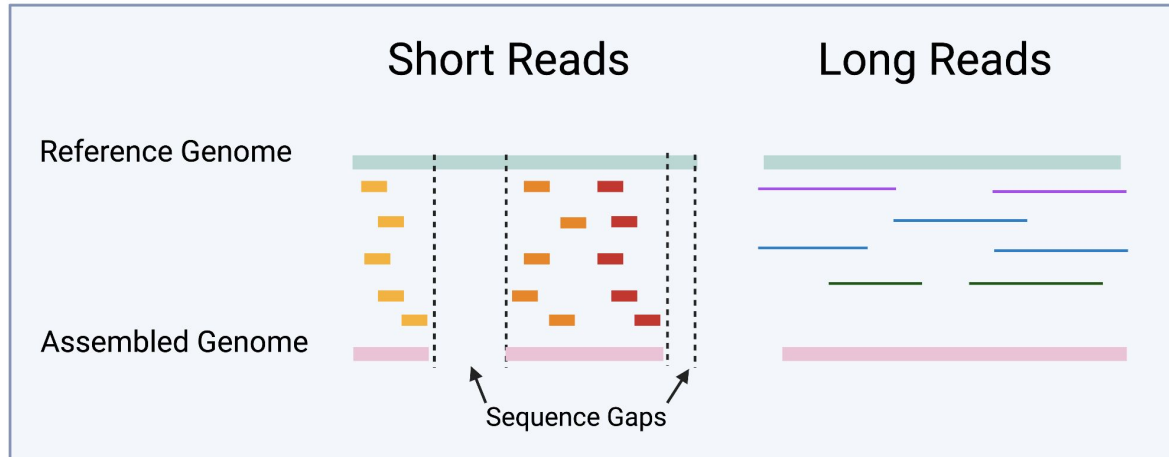 Short Reads
Long Reads
Reference Genome
Assembled Genome
Sequence Gaps